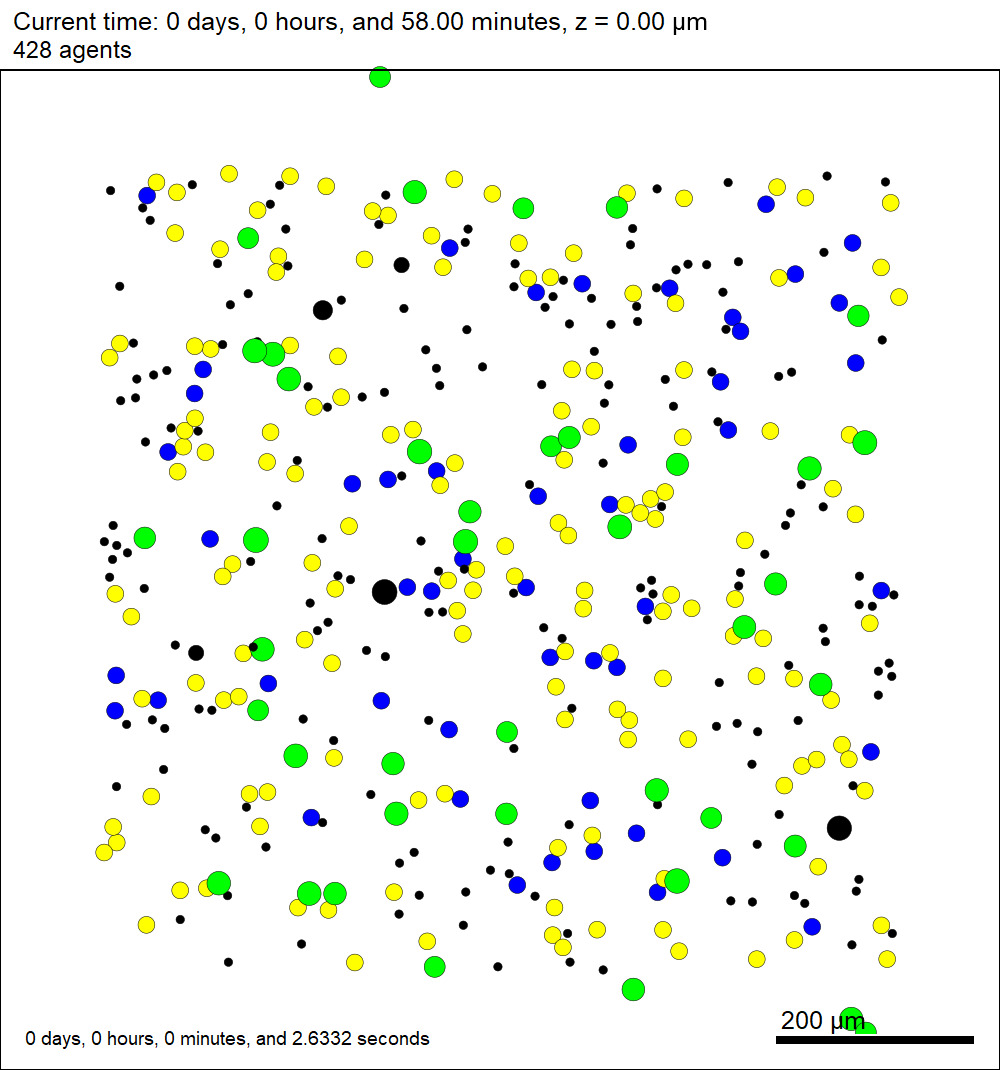 Current time: 0 days, 0 hours, and 58.00 minutes, z = 0.00 µm
428 agents
200 µm
0 days, 0 hours, 0 minutes, and 2.6332 seconds